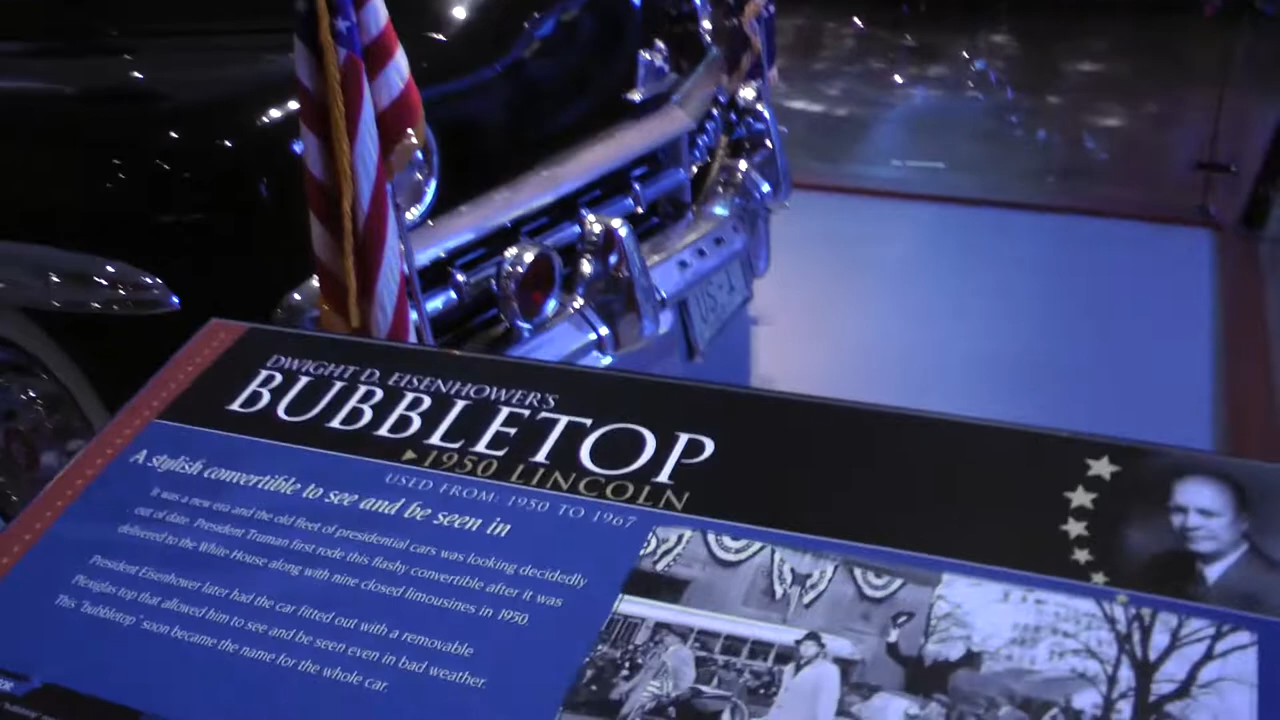 US-1
DWIGHT D. EISENHOWER'S
BUBBLETOP
1950 LINCOLN
USED FROM: 1950 TO 1967
A stylish convertible to see and be seen in
It was a new era and the old fleet of presidential cars was looking decidedly
out of date. President Truman first rode this flashy convertible after it was
delivered to the White House along with nine closed limousines in 1950.
President Eisenhower later had the car fitted out with a removable
Plexiglas top that allowed him to see and be seen even in bad weather.
This "bubbletop" soon became the name for the whole car.